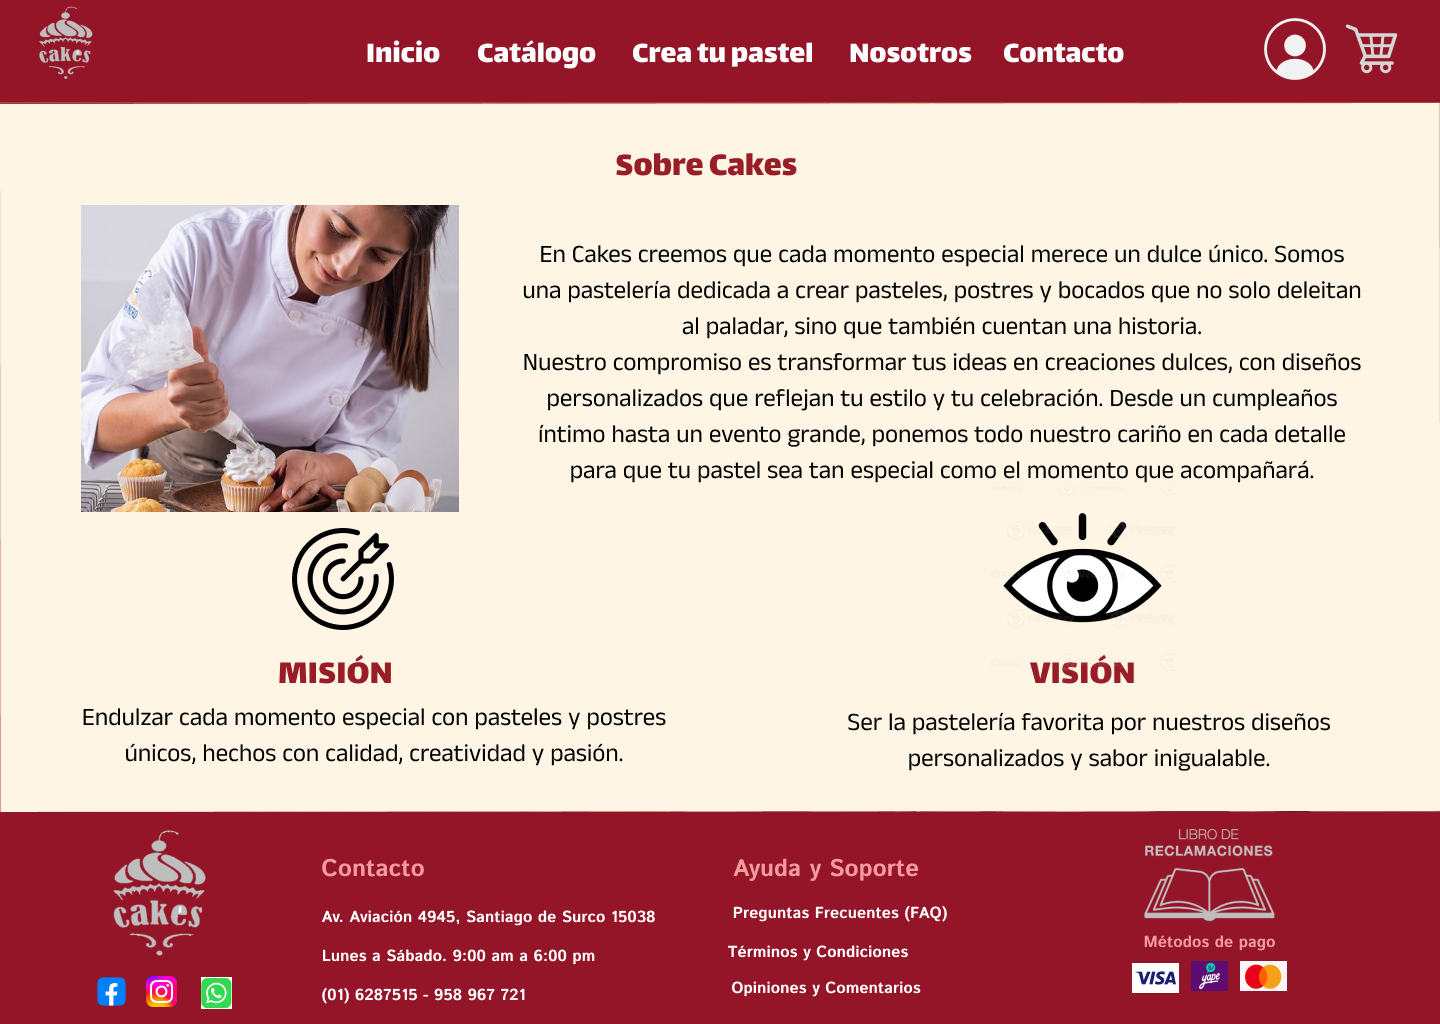 cakes
Inicio Catálogo Crea tu pastel Nosotros Contacto
Sobre Cakes
En Cakes creemos que cada momento especial merece un dulce único. Somos
una pastelería dedicada a crear pasteles, postres y bocados que no solo deleitan
al paladar, sino que también cuentan una historia.
Nuestro compromiso es transformar tus ideas en creaciones dulces, con diseños
personalizados que reflejan tu estilo y tu celebración. Desde un cumpleaños
íntimo hasta un evento grande, ponemos todo nuestro cariño en cada detalle
para que tu pastel sea tan especial como el momento que acompañará.
MISIÓN
Endulzar cada momento especial con pasteles y postres
únicos, hechos con calidad, creatividad y pasión.
VISIÓN
Ser la pastelería favorita por nuestros diseños
personalizados y sabor inigualable.
cakes
Contacto
Av. Aviación 4945, Santiago de Surco 15038
Lunes a Sábado. 9:00 am a 6:00 pm
(01) 6287515 - 958 967 721
Ayuda y Soporte
Preguntas Frecuentes (FAQ)
Términos y Condiciones
Opiniones y Comentarios
LIBRO DE
RECLAMACIONES
Métodos de pago
VISA yape